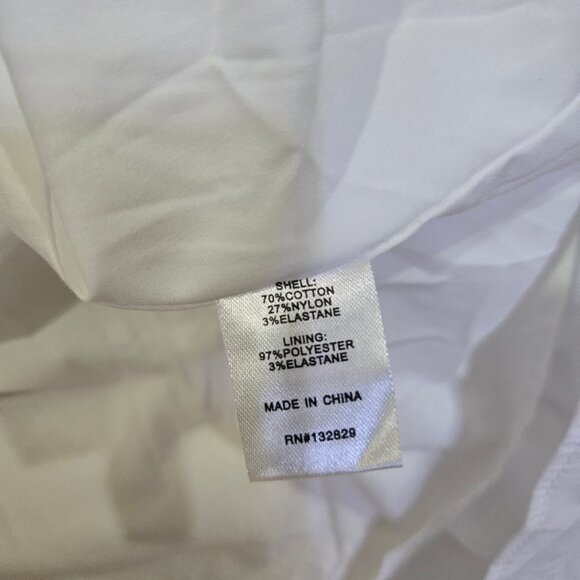 SHELL:
70%COTTON
27%NYLON
3%ELASTANE
LINING:
97%POLYESTER
3%ELASTANE
MADE IN CHINA
RN#132829